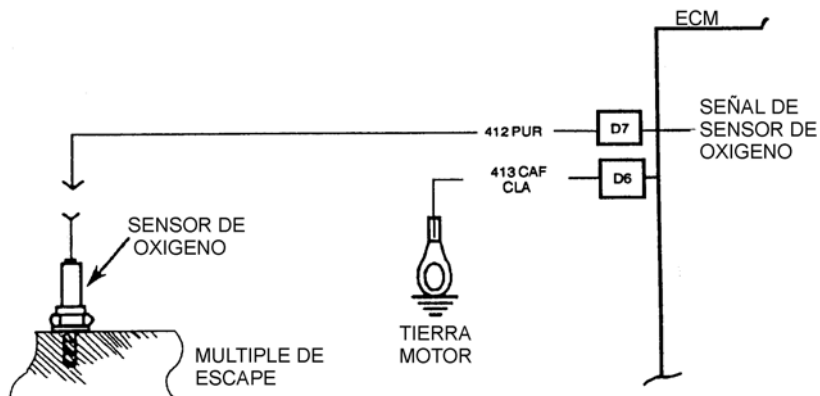 ECM
412 PUR
D7
SEÑAL DE
SENSOR DE
OXIGENO
413 CAF
CLA
D6
SENSOR DE
OXIGENO
TIERRA
MOTOR
MULTIPLE DE
ESCAPE